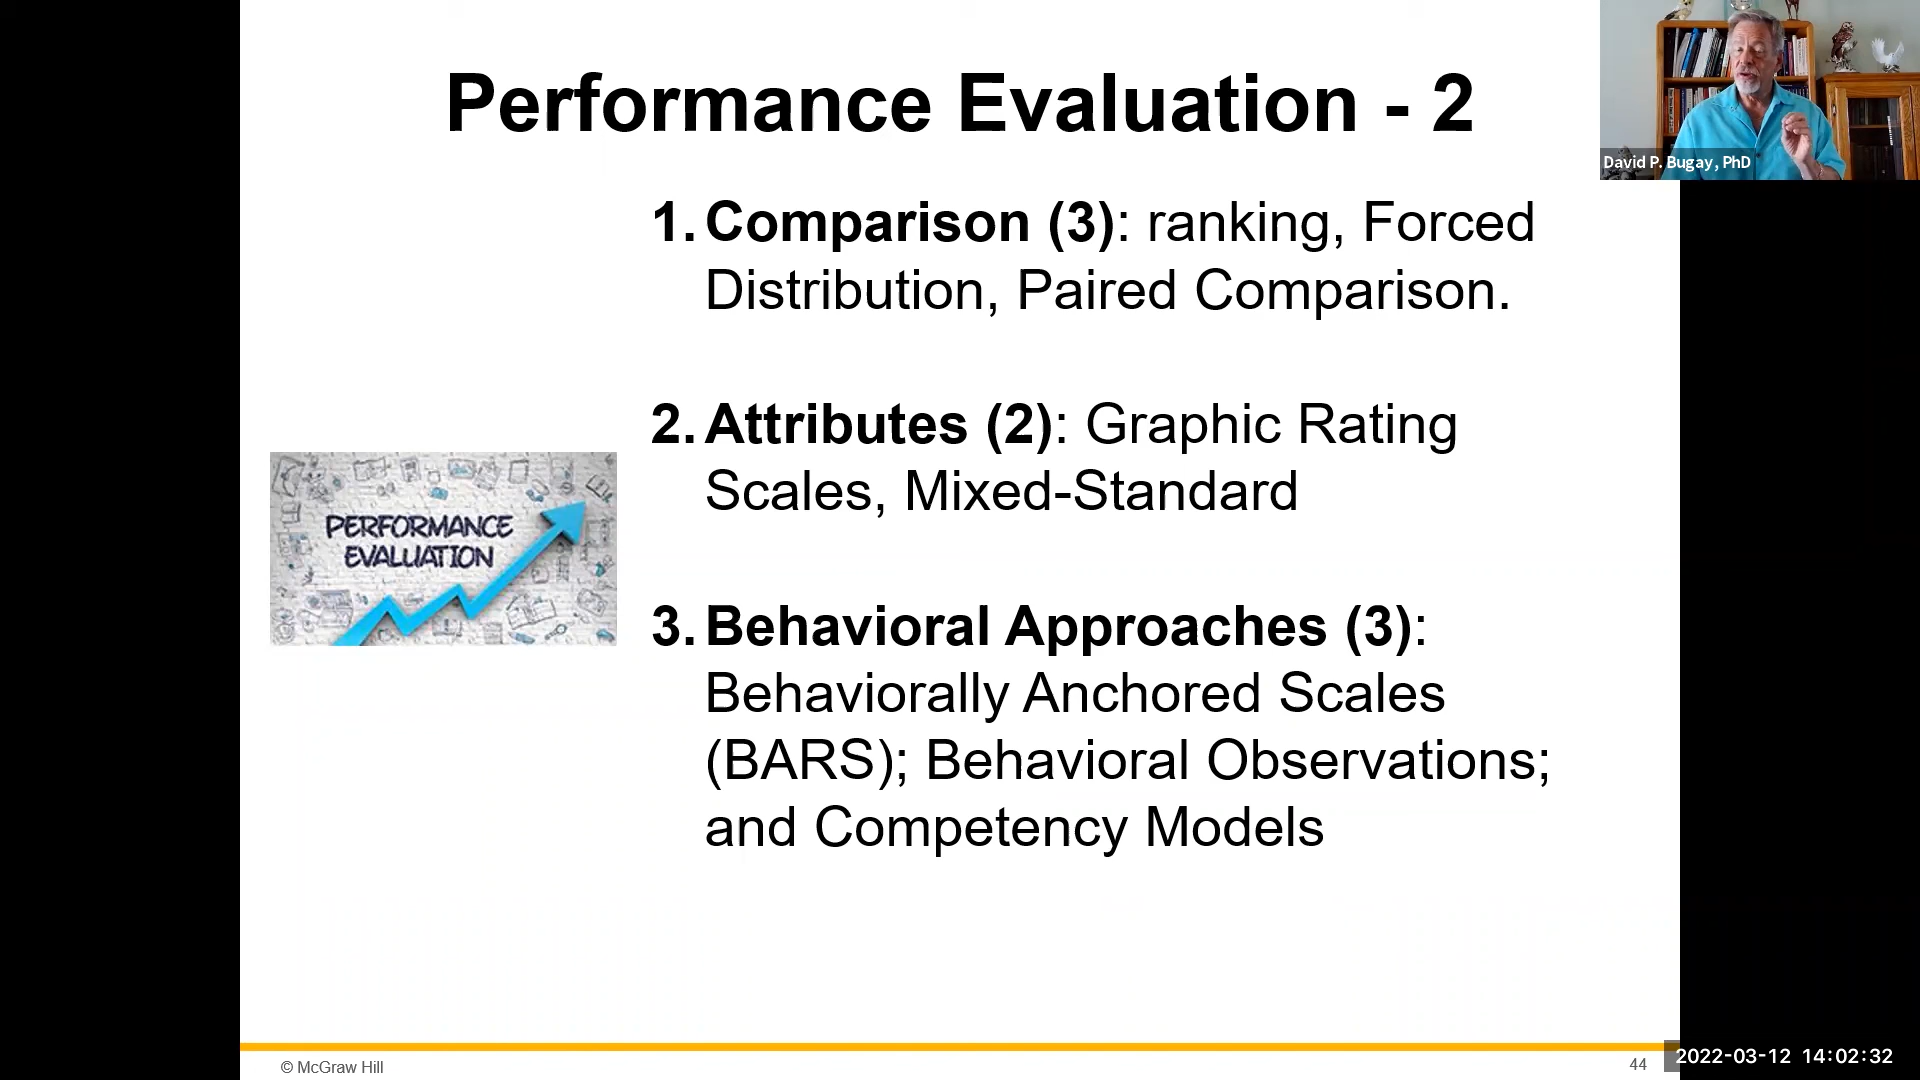 Performance Evaluation - 2
David P. Bugay, PhD
1. Comparison (3): ranking, Forced
Distribution, Paired Comparison.
2. Attributes (2): Graphic Rating
Scales, Mixed-Standard
PERFORMANCE
EVALUATION
3. Behavioral Approaches (3):
Behaviorally Anchored Scales
(BARS); Behavioral Observations;
and Competency Models
© McGraw Hill
44
2022-03-12 14:02:32